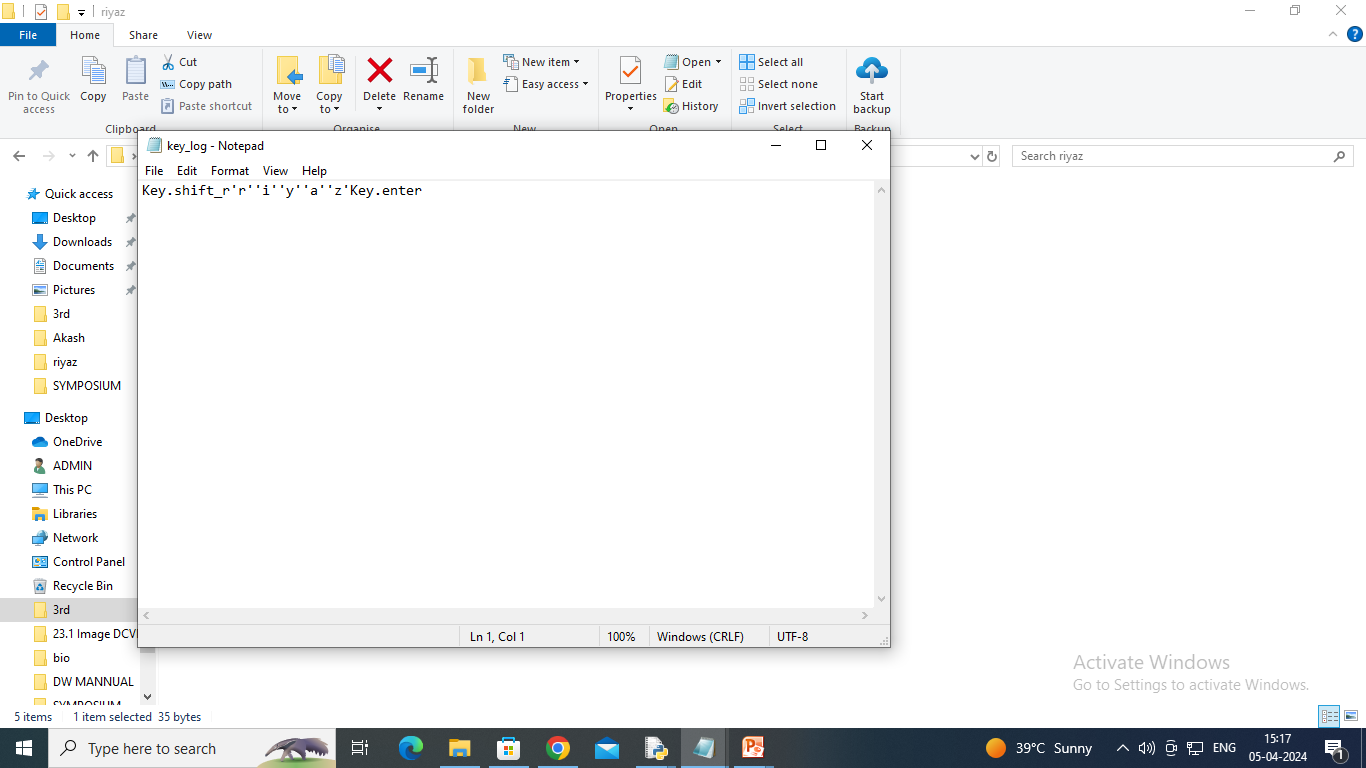 riyaz
File Home Share View
Pin to Quick access
Copy
Paste
Cut
Copy path
Paste shortcut
Clipboard
Move to
Copy to
Delete
Rename
Organise
New folder
New item
Easy access
New
Properties
Open
Edit
History
Open
Select all
Select none
Invert selection
Select
Start backup
Backup
Search riyaz
key_log - Notepad
File Edit Format View Help
Key.shift_r'r''i''y''a''z'Key.enter
Ln 1, Col 1 100% Windows (CRLF) UTF-8
Quick access
Desktop
Downloads
Documents
Pictures
3rd
Akash
riyaz
SYMPOSIUM
Desktop
OneDrive
ADMIN
This PC
Libraries
Network
Control Panel
Recycle Bin
3rd
23.1 Image DCV
bio
DW MANNUAL
SYMPOSIUM
Activate Windows
Go to Settings to activate Windows.
5 items 1 item selected 35 bytes
Type here to search
39°C Sunny
ENG
15:17
05-04-2024
1